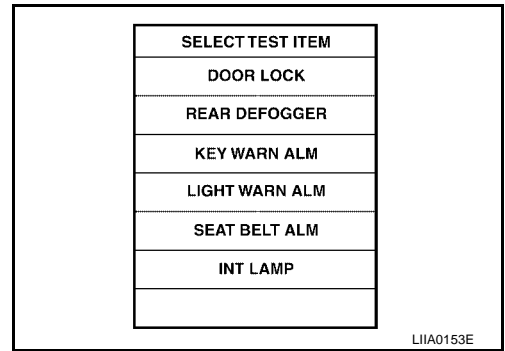 SELECT TEST ITEM
DOOR LOCK
REAR DEFOGGER
KEY WARN ALM
LIGHT WARN ALM
SEAT BELT ALM
INT LAMP
LIIA0153E